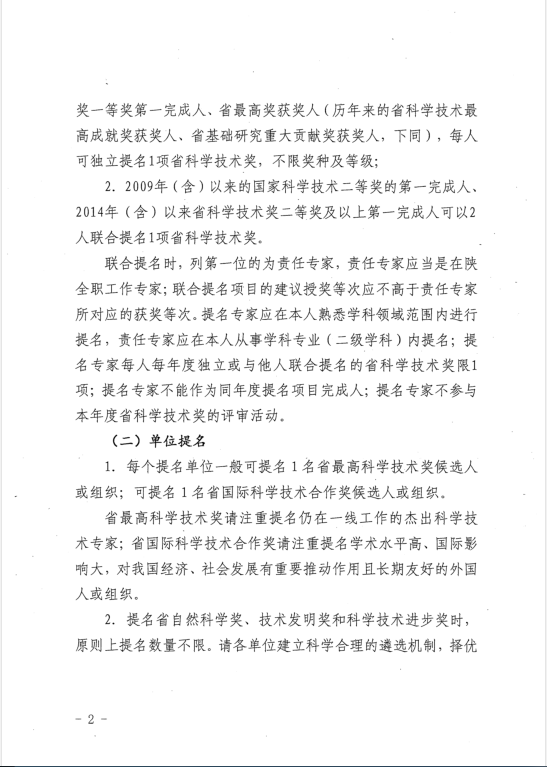 奖一等奖第一完成人、省最高奖获奖人（历年来的省科学技术最
高成就奖获奖人、省基础研究重大贡献奖获奖人，下同），每人
可独立提名1项省科学技术奖，不限奖种及等级；
2．2009年（含）以来的国家科学技术二等奖的第一完成人、
2014年（含）以来省科学技术奖二等奖及以上第一完成人可以2
人联合提名1项省科学技术奖。
联合提名时，列第一位的为责任专家，责任专家应当是在陕
全职工作专家；联合提名项目的建议授奖等次应不高于责任专家
所对应的获奖等次。提名专家应在本人熟悉学科领域范围内进行
提名，责任专家应在本人从事学科专业（二级学科）内提名；提
名专家每人每年度独立或与他人联合提名的省科学技术奖限1
项；提名专家不能作为同年度提名项目完成人；提名专家不参与
本年度省科学技术奖的评审活动。
（二）单位提名
1．每个提名单位一般可提名1名省最高科学技术奖候选人
或组织；可提名1名省国际科学技术合作奖候选人或组织。
省最高科学技术奖请注重提名仍在一线工作的杰出科学技
术专家；省国际科学技术合作奖请注重提名学术水平高、国际影
响大，对我国经济、社会发展有重要推动作用且长期友好的外国
人或组织。
2．提名省自然科学奖、技术发明奖和科学技术进步奖时，
原则上提名数量不限。请各单位建立科学合理的遴选机制，择优
- 2 -